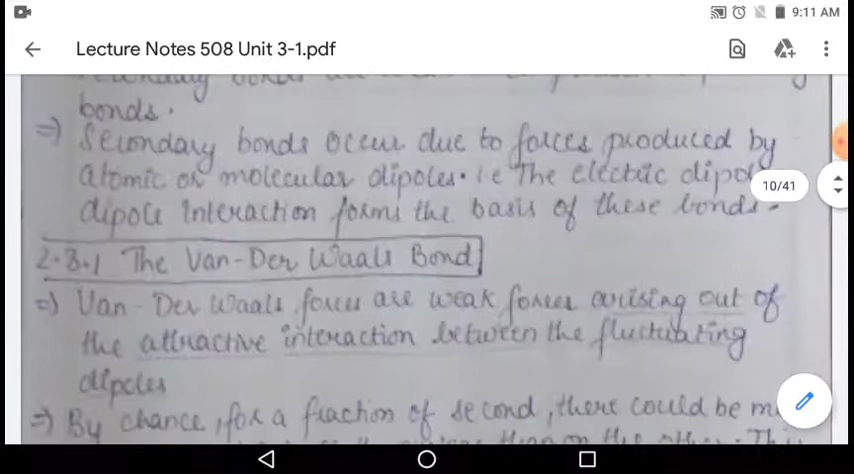 9:11 AM
Lecture Notes 508 Unit 3-1.pdf
bonds.
=> Secondary bonds occur due to forces produced by
atomic or molecular dipoles. i.e The electric dipol
10/41
dipole interaction forms the basis of these bonds.
2.3.1 The Van-Der Waals Bond
=> Van-Der Waals forces are weak forces arising out of
the attractive interaction between the fluctuating
dipoles
=> By chance, for a fraction of second, there could be m